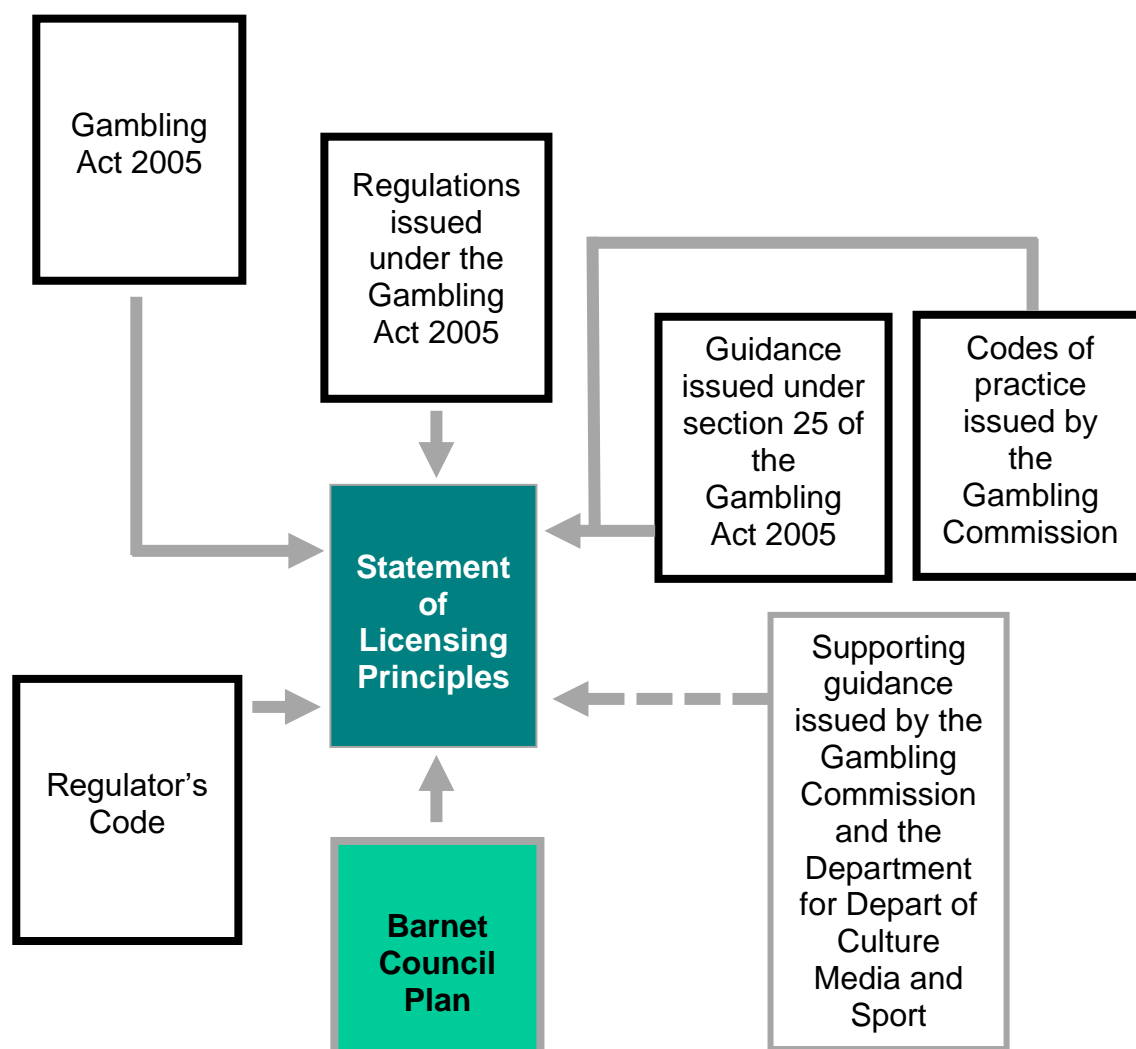 Gambling
Act 2005
Regulations
issued
under the
Gambling
Act 2005
Guidance
issued under
section 25 of
the
Gambling
Act 2005
Codes of
practice
issued by
the
Gambling
Commission
Statement
of
Licensing
Principles
Regulator’s
Code
Supporting
guidance
issued by the
Gambling
Commission
and the
Department
for Depart of
Culture
Media and
Sport
Barnet
Council
Plan